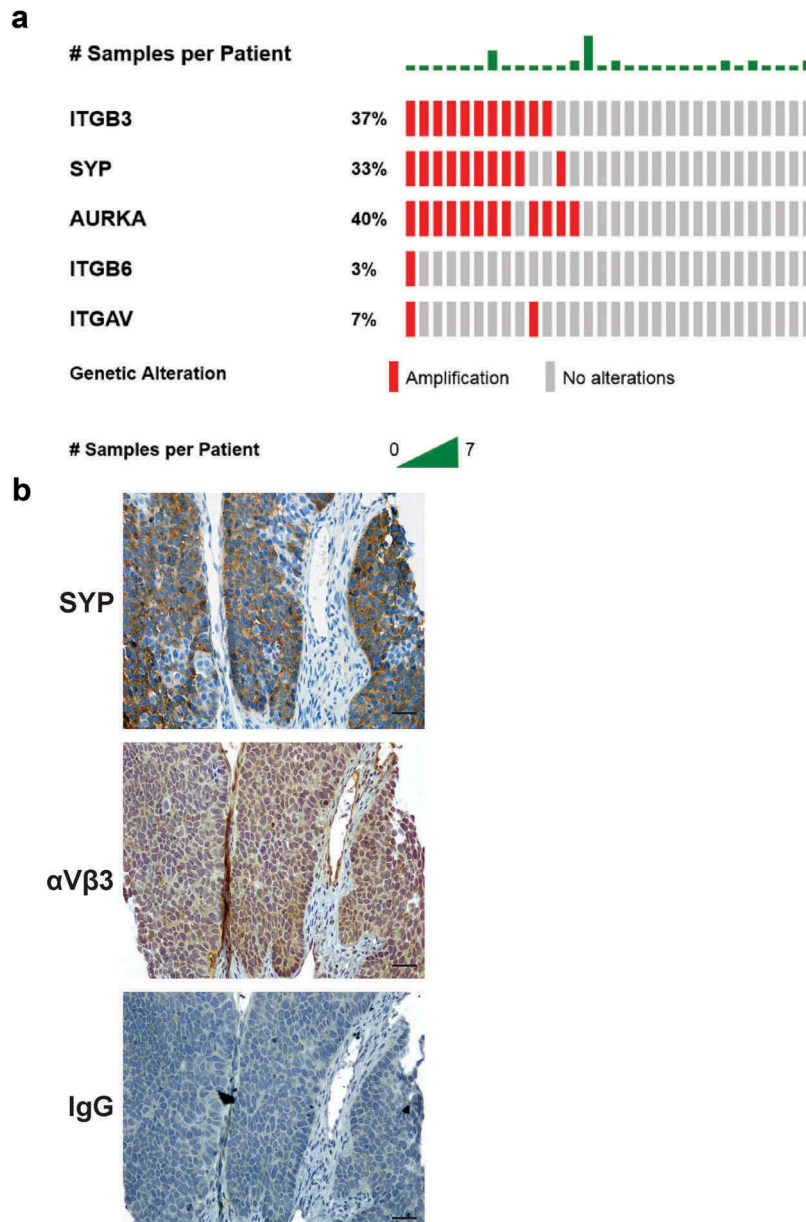 a
# Samples per Patient
ITGB3 37%
SYP 33%
AURKA 40%
ITGB6 3%
ITGAV 7%
Genetic Alteration Amplification No alterations
# Samples per Patient 0 7
b
SYP
αVβ3
IgG